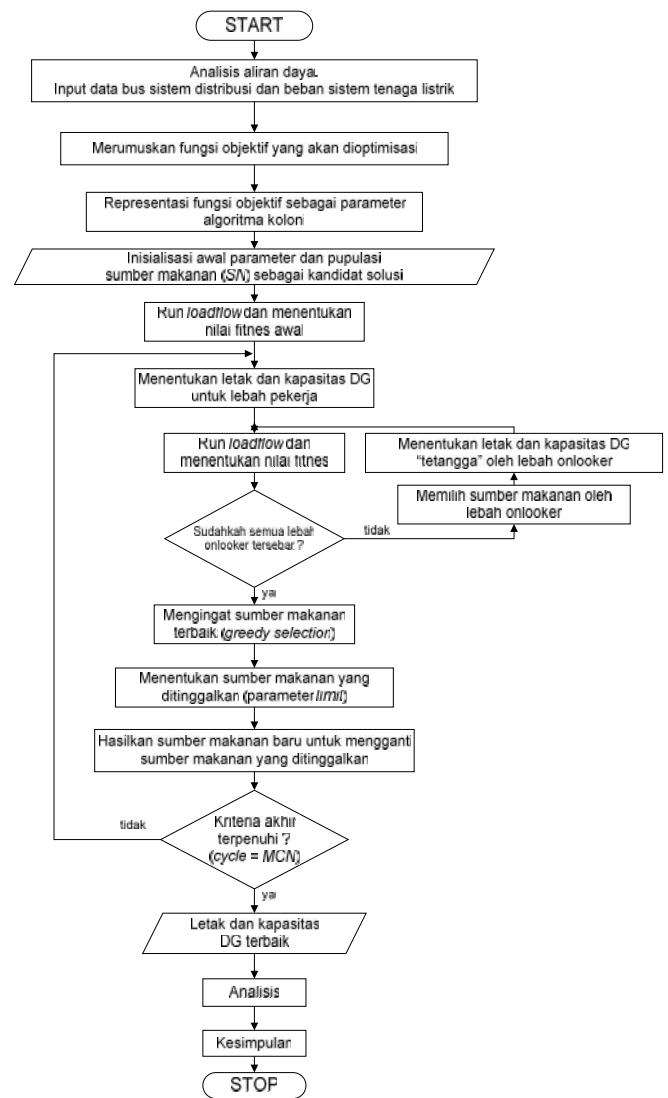 START
Analisis aliran daya.
Input data bus sistem distribusi dan beban sistem tenaga listrik
Merumuskan fungsi objektif yang akan dioptimisasi
Representasi fungsi objektif sebagai parameter
algoritma koloni
Inisialisasi awal parameter dan pupulasi
sumber makanan (SN) sebagai kandidat solusi
Run loadflow dan menentukan
nilai fitnes awal
Menentukan letak dan kapasitas DG
untuk lebah pekerja
Run loadflow dan
menentukan nilai fitnes
Menentukan letak dan kapasitas DG
"tetangga" oleh lebah onlooker
Memilih sumber makanan oleh
lebah onlooker
Sudahkah semua lebah
onlooker tersebar ?
tidak
ya
Mengingat sumber makanan
terbaik (greedy selection)
Menentukan sumber makanan yang
ditinggalkan (parameter limit)
Hasilkan sumber makanan baru untuk mengganti
sumber makanan yang ditinggalkan
tidak
Kriteria akhir
terpenuhi ?
(cycle = MCN)
ya
Letak dan kapasitas
DG terbaik
Analisis
Kesimpulan
STOP